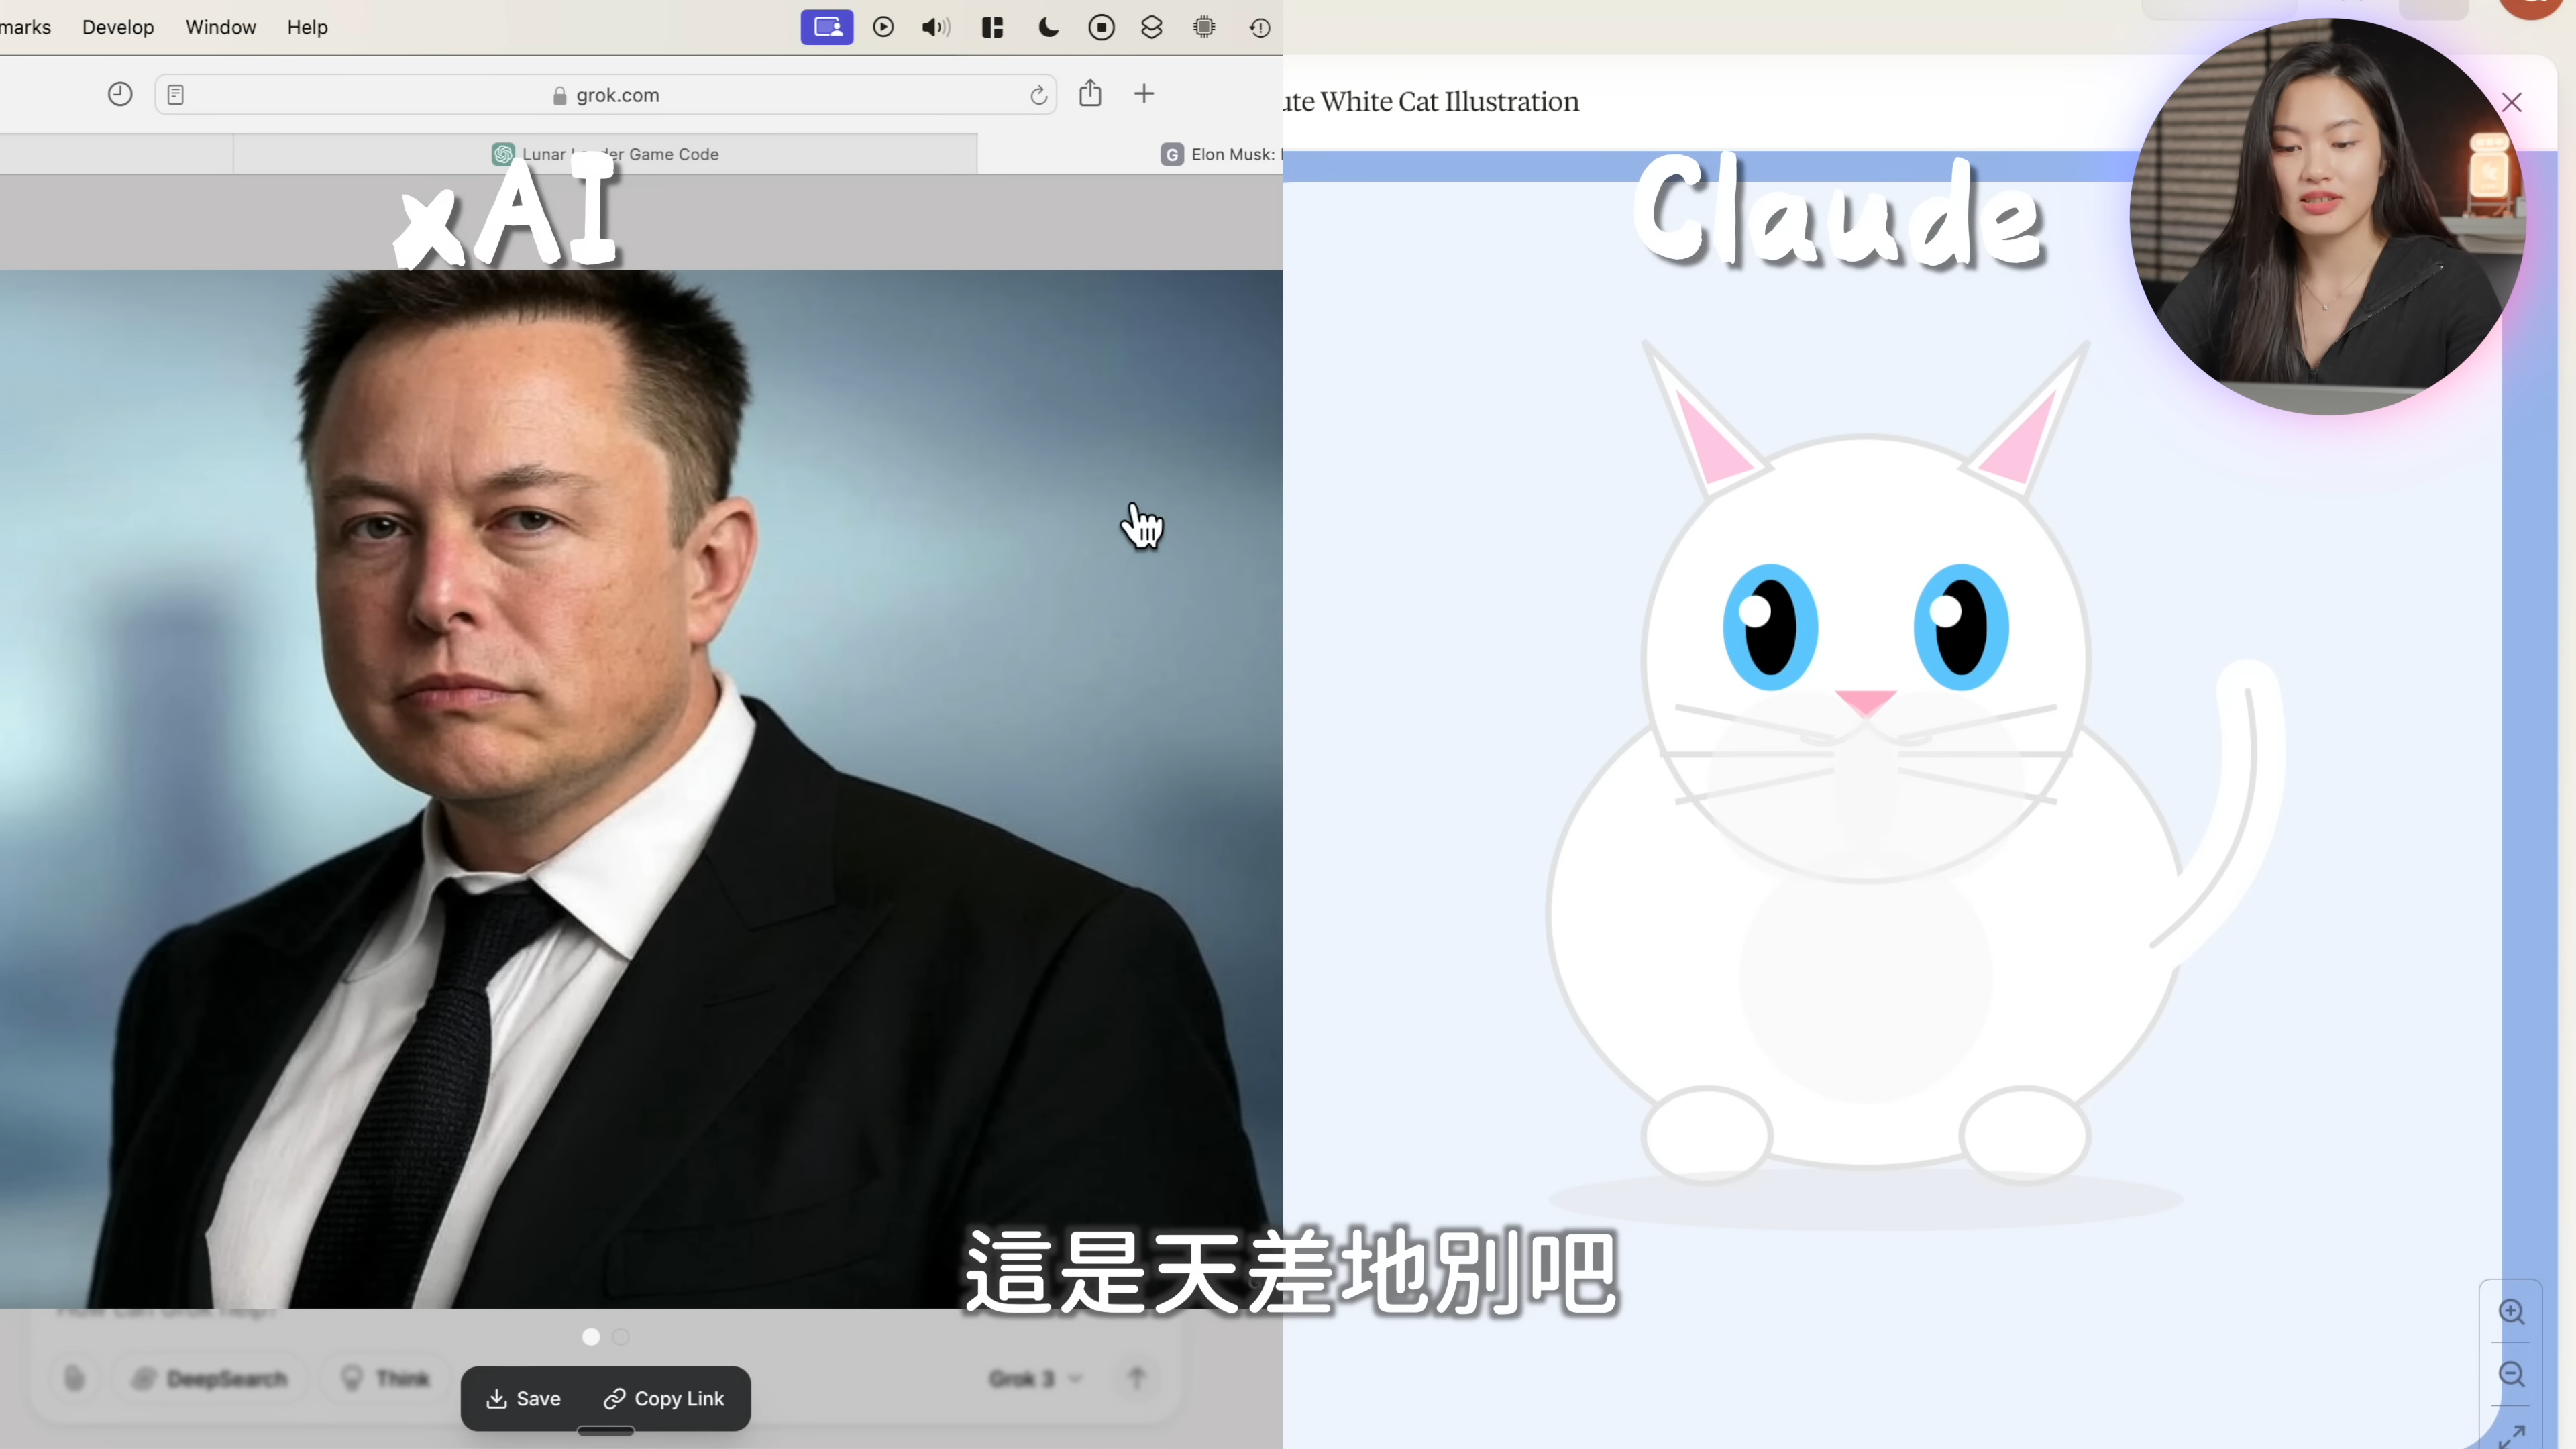 marks Develop Window Help
grok.com
ute White Cat Illustration
Lunar Lander Game Code
G Elon Musk:
xAI
Claude
這是天差地別吧
DeepSearch Think Grok 3
Save Copy Link